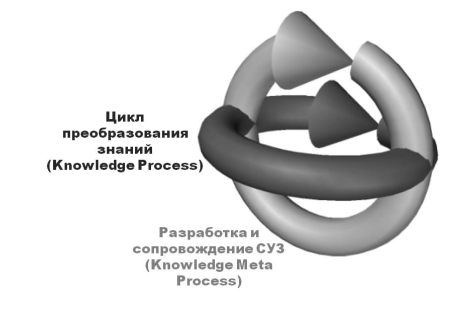 Цикл
преобразования
знаний
(Knowledge Process)
Разработка и
сопровождение СУЗ
(Knowledge Meta
Process)